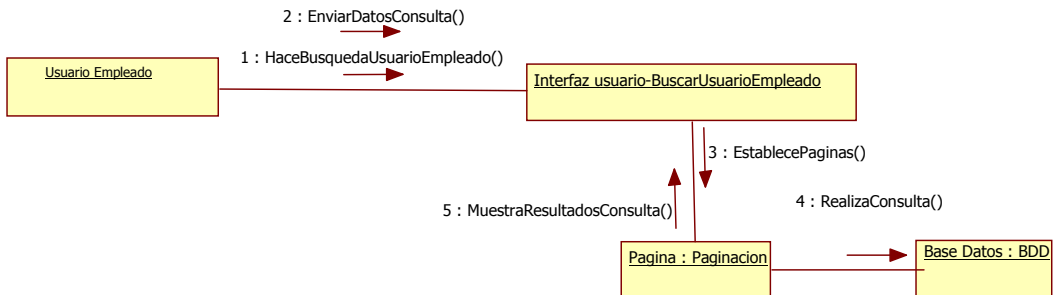 2 : EnviarDatosConsulta()
1 : HaceBusquedaUsuarioEmpleado()
Usuario Empleado
Interfaz usuario-BuscarUsuarioEmpleado
3 : EstablecePaginas()
4 : RealizaConsulta()
5 : MuestraResultadosConsulta()
Pagina : Paginacion
Base Datos : BDD